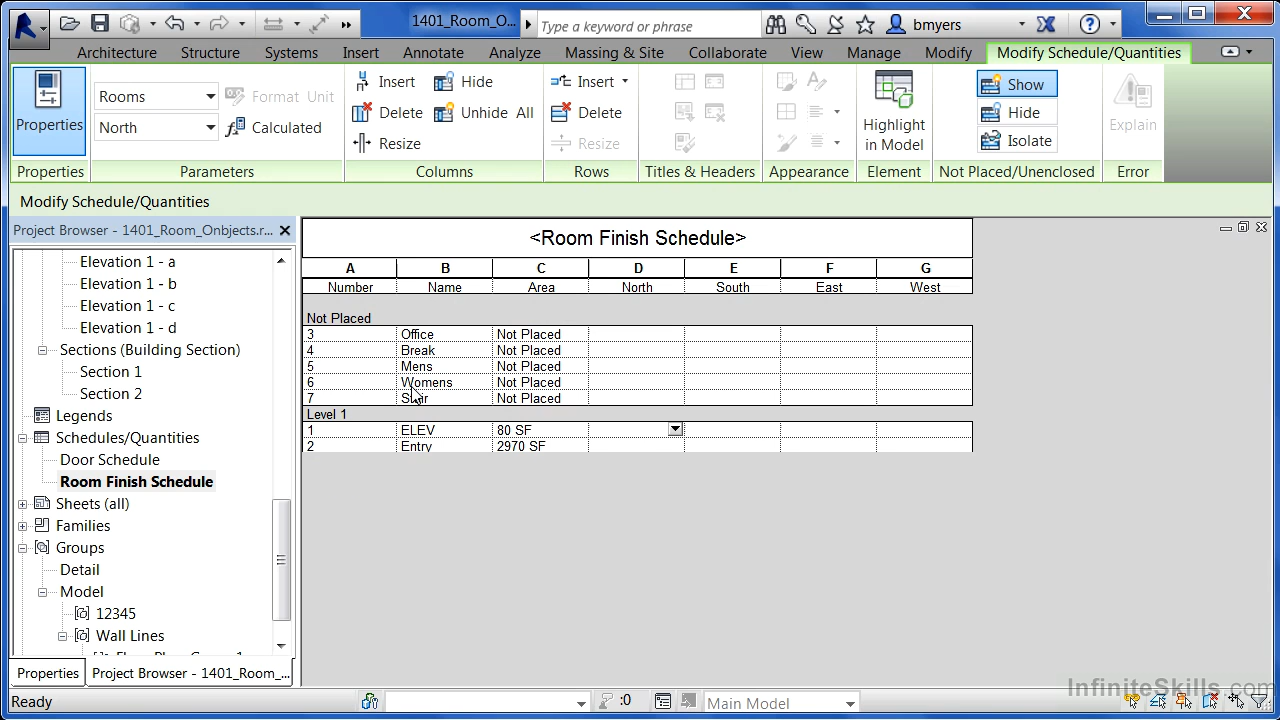 1401_Room_O...
Type a keyword or phrase
bmyers
Architecture Structure Systems Insert Annotate Analyze Massing & Site Collaborate View Manage Modify Modify Schedule/Quantities
Properties
Rooms
North
Format Unit
Calculated
Insert
Delete
Resize
Hide
Unhide All
Insert
Delete
Resize
Highlight
in Model
Show
Hide
Isolate
Explain
Properties Parameters Columns Rows Titles & Headers Appearance Element Not Placed/Unenclosed Error
Modify Schedule/Quantities
Project Browser - 1401_Room_Onbjects.r...
Elevation 1 - a
Elevation 1 - b
Elevation 1 - c
Elevation 1 - d
Sections (Building Section)
Section 1
Section 2
Legends
Schedules/Quantities
Door Schedule
Room Finish Schedule
Sheets (all)
Families
Groups
Detail
Model
12345
Wall Lines
Properties Project Browser - 1401_Room_...
<Room Finish Schedule>
A B C D E F G
Number Name Area North South East West
Not Placed
3 Office Not Placed
4 Break Not Placed
5 Mens Not Placed
6 Womens Not Placed
7 Stair Not Placed
Level 1
1 ELEV 80 SF
2 Entry 2970 SF
InfiniteSkills.com
Ready
:0
Main Model